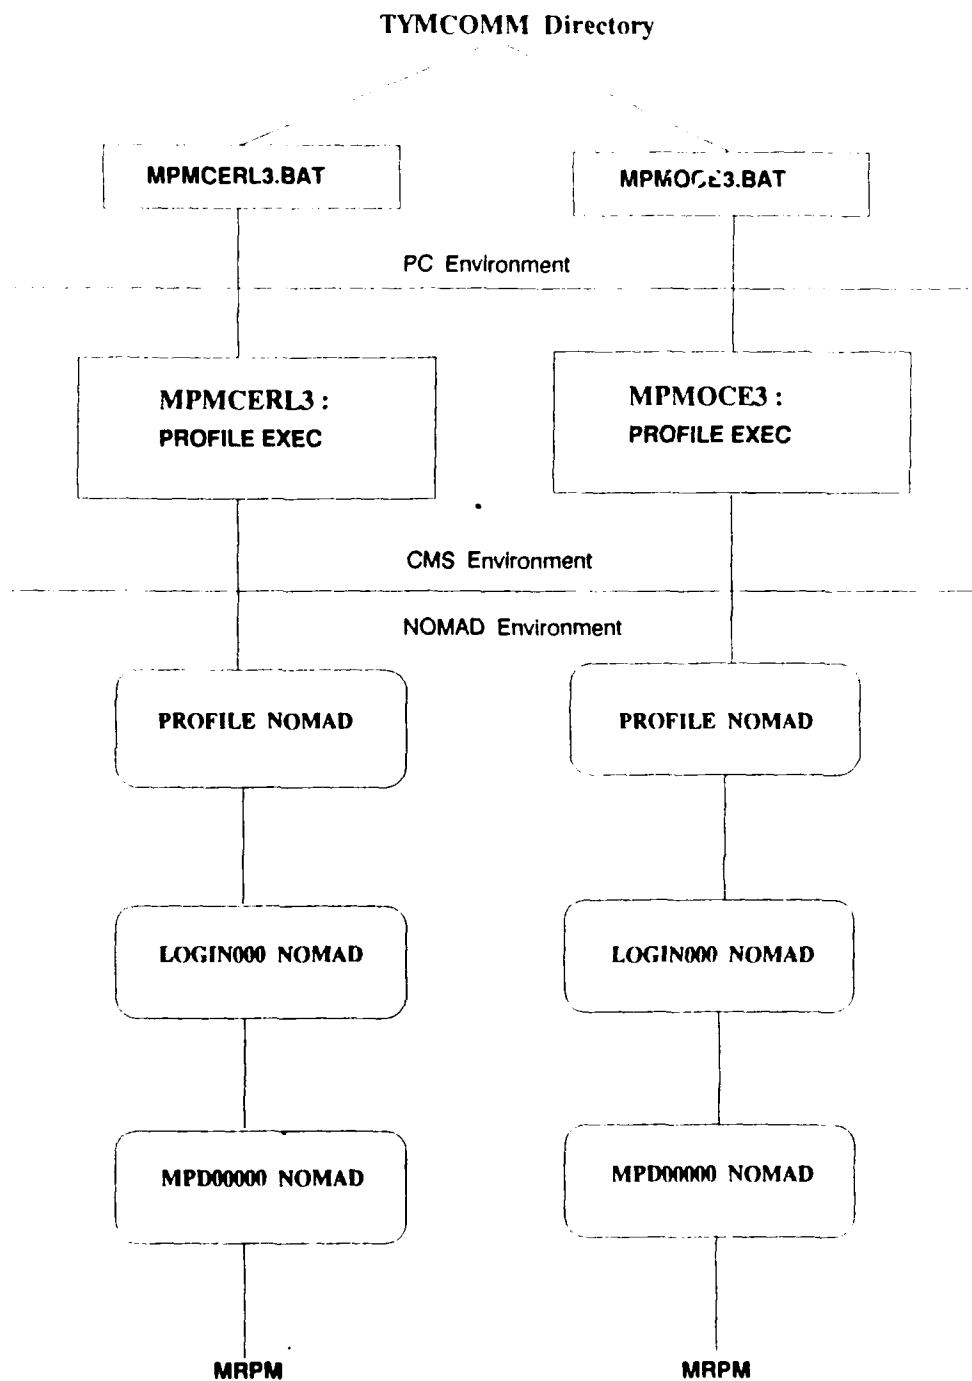 TYMCOMM Directory
MPMCERL3.BAT
MPMOCE3.BAT
PC Environment
MPMCERL3 :
PROFILE EXEC
MPMOCE3 :
PROFILE EXEC
CMS Environment
NOMAD Environment
PROFILE NOMAD
PROFILE NOMAD
LOGIN000 NOMAD
LOGIN000 NOMAD
MPD00000 NOMAD
MPD00000 NOMAD
MRPM
MRPM